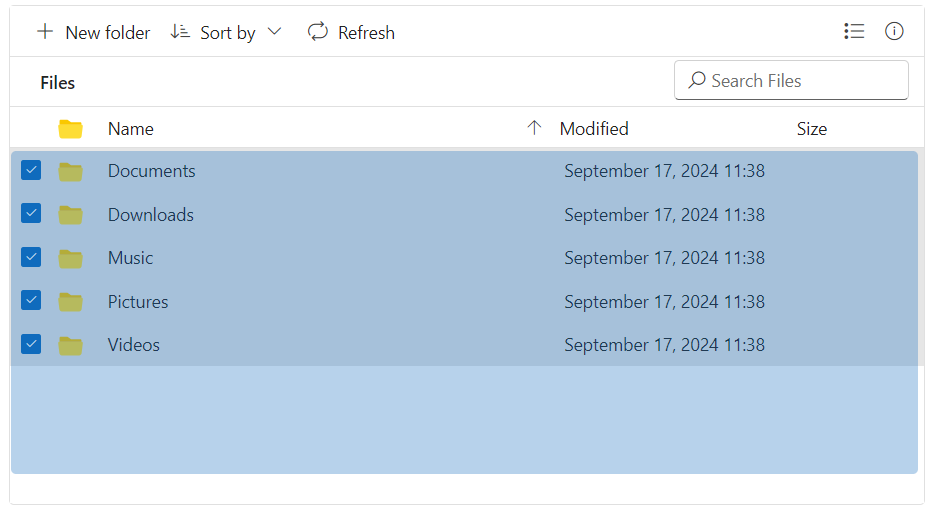 New folder Sort by Refresh
Files Search Files
Name Modified Size
Documents September 17, 2024 11:38
Downloads September 17, 2024 11:38
Music September 17, 2024 11:38
Pictures September 17, 2024 11:38
Videos September 17, 2024 11:38